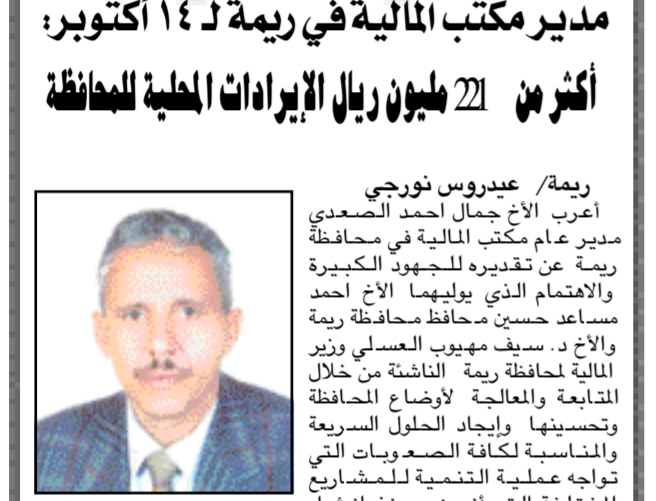 مدير مكتب المالية في ريمة لـ ١٤ أكتوبر:
أكثر من 221 مليون ريال الإيرادات المحلية للمحافظة
ريمة/ عيدروس نورجي
أعرب الأخ جمال احمد الصعدي
مدير عام مكتب المالية في محافظة
ريمة عن تقديره للجهود الكبيرة
والاهتمام الذي يوليهما الأخ احمد
مساعد حسين محافظ محافظة ريمة
والأخ د. سيف مهيوب العسلي وزير
المالية لمحافظة ريمة الناشئة من خلال
المتابعة والمعالجة لأوضاع المحافظة
وتحسينها وإيجاد الحلول السريعة
والمناسبة لكافة الصعوبات التي
تواجه عملية التنمية للمشاريع